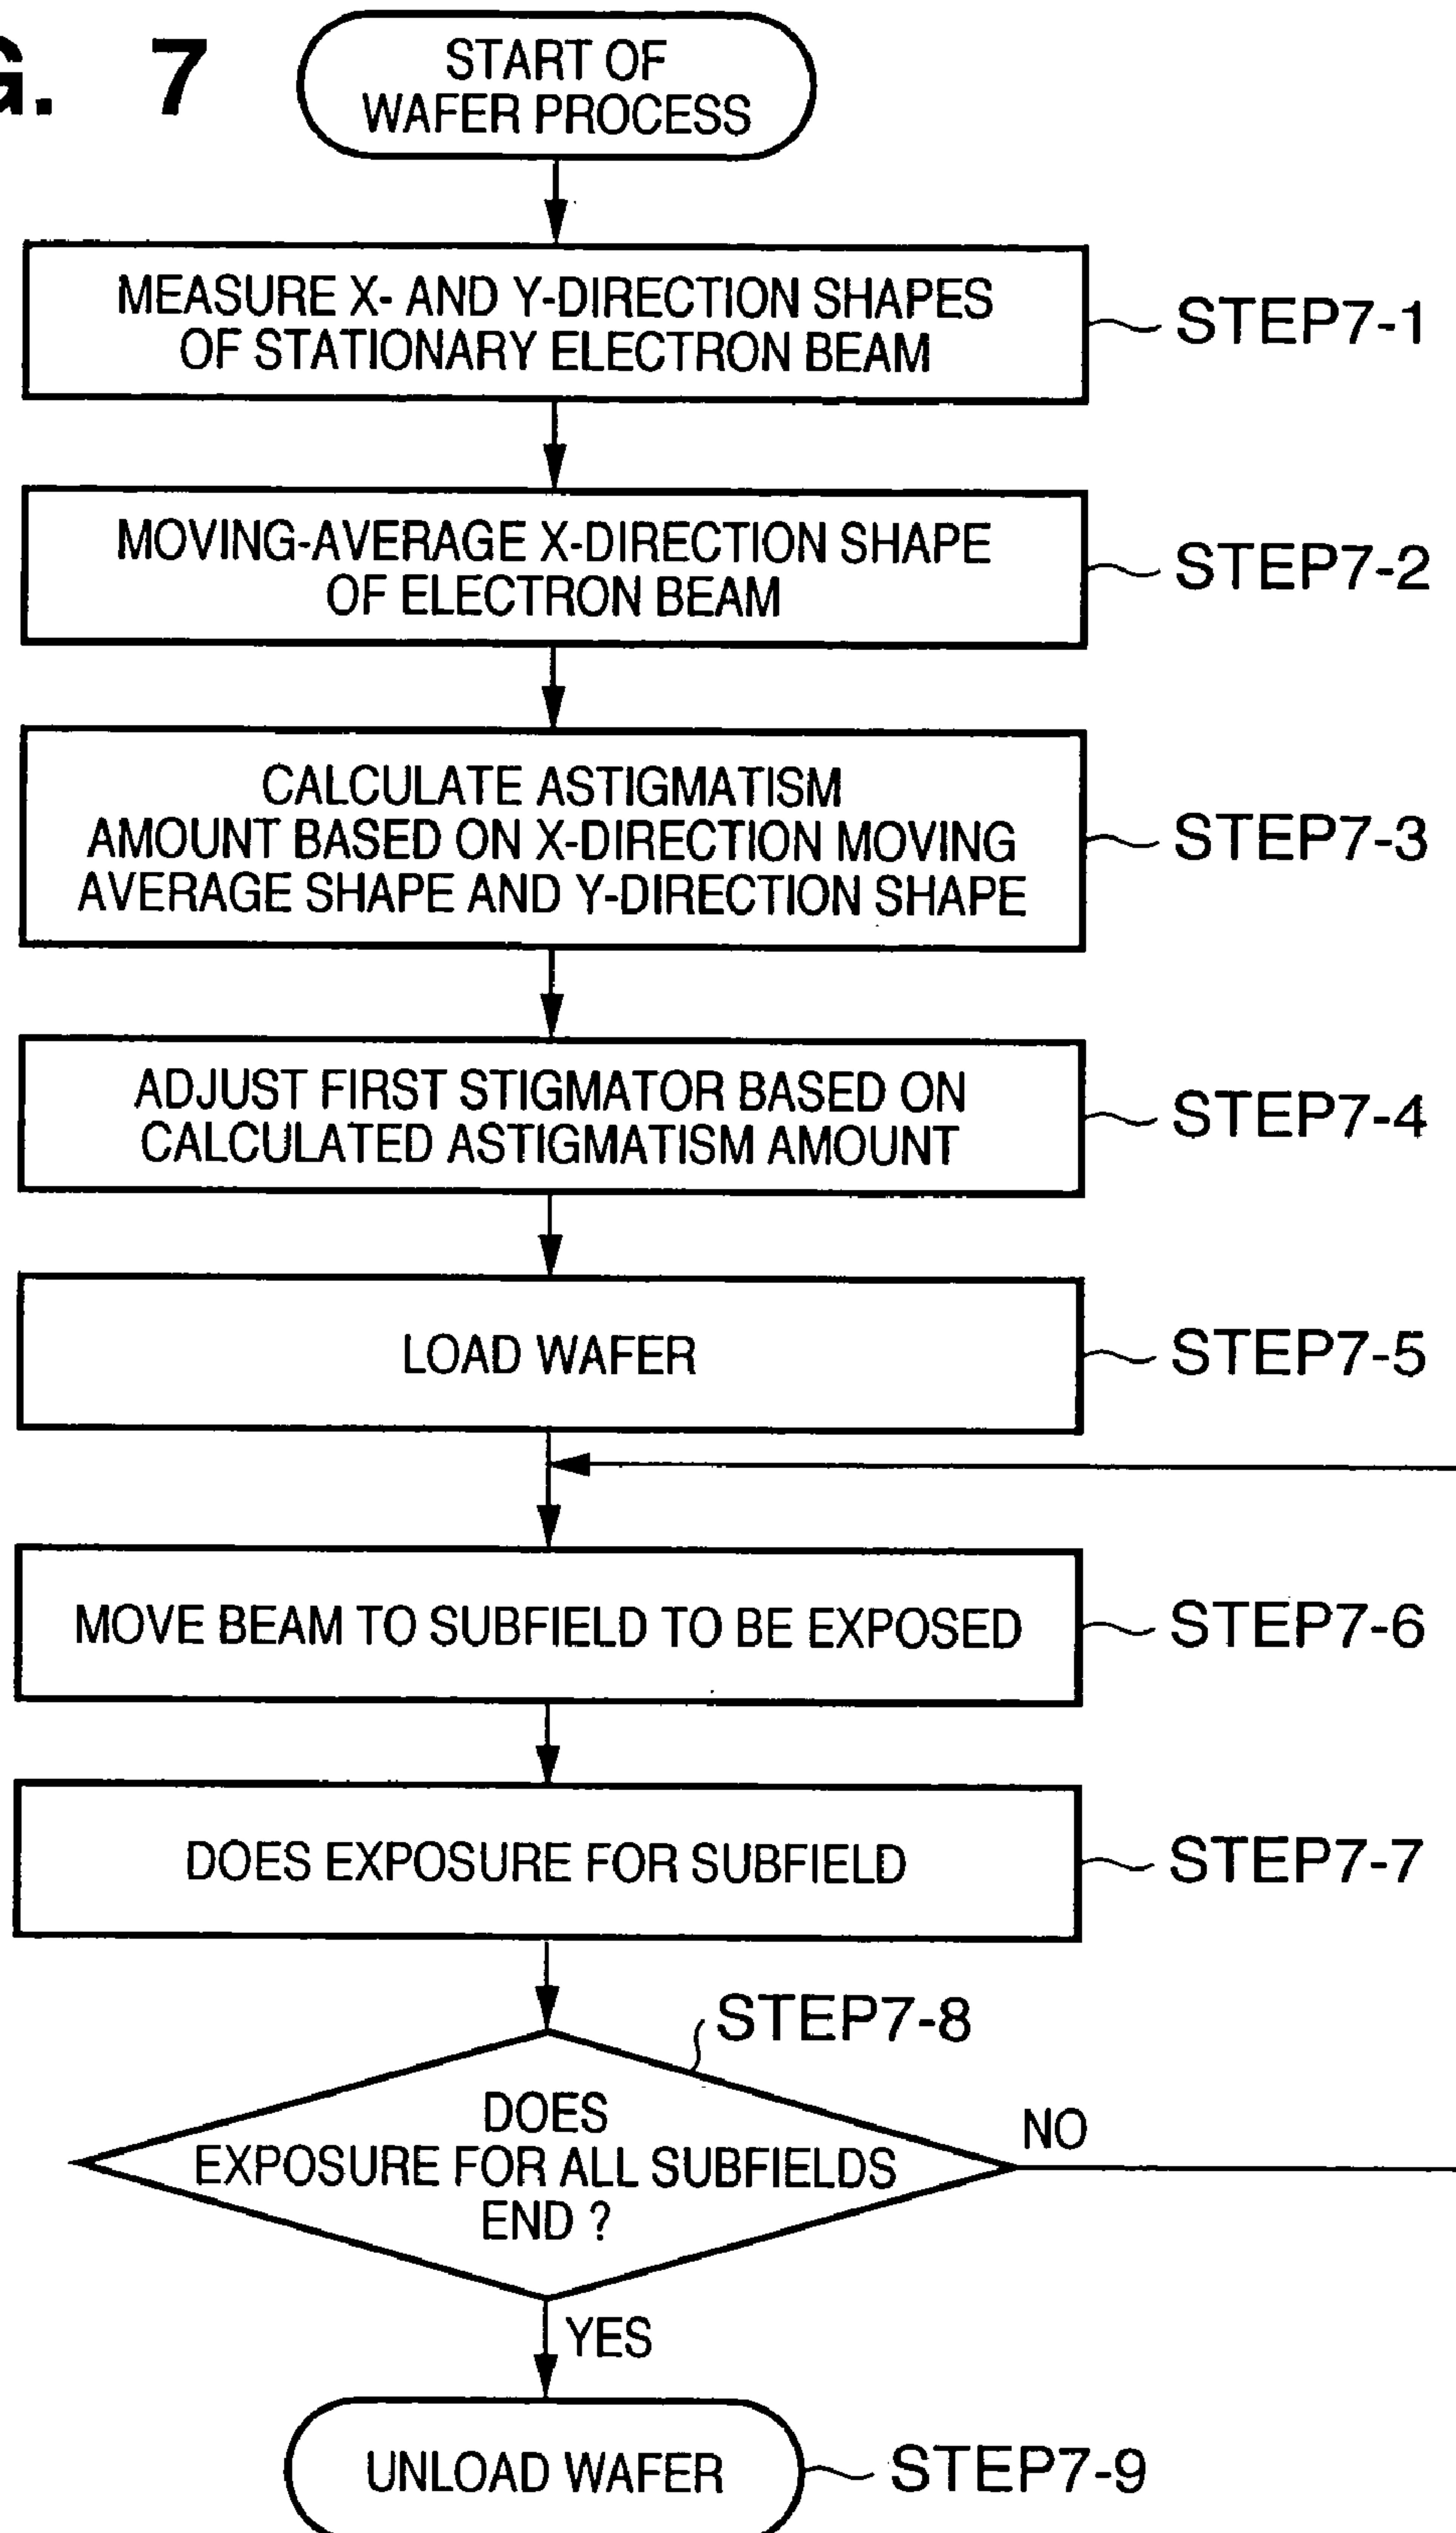 G. 7
START OF
WAFER PROCESS
MEASURE X- AND Y-DIRECTION SHAPES
OF STATIONARY ELECTRON BEAM
STEP7-1
MOVING-AVERAGE X-DIRECTION SHAPE
OF ELECTRON BEAM
STEP7-2
CALCULATE ASTIGMATISM
AMOUNT BASED ON X-DIRECTION MOVING
AVERAGE SHAPE AND Y-DIRECTION SHAPE
STEP7-3
ADJUST FIRST STIGMATOR BASED ON
CALCULATED ASTIGMATISM AMOUNT
STEP7-4
LOAD WAFER
STEP7-5
MOVE BEAM TO SUBFIELD TO BE EXPOSED
STEP7-6
DOES EXPOSURE FOR SUBFIELD
STEP7-7
STEP7-8
DOES
EXPOSURE FOR ALL SUBFIELDS
END ?
NO
YES
UNLOAD WAFER
STEP7-9